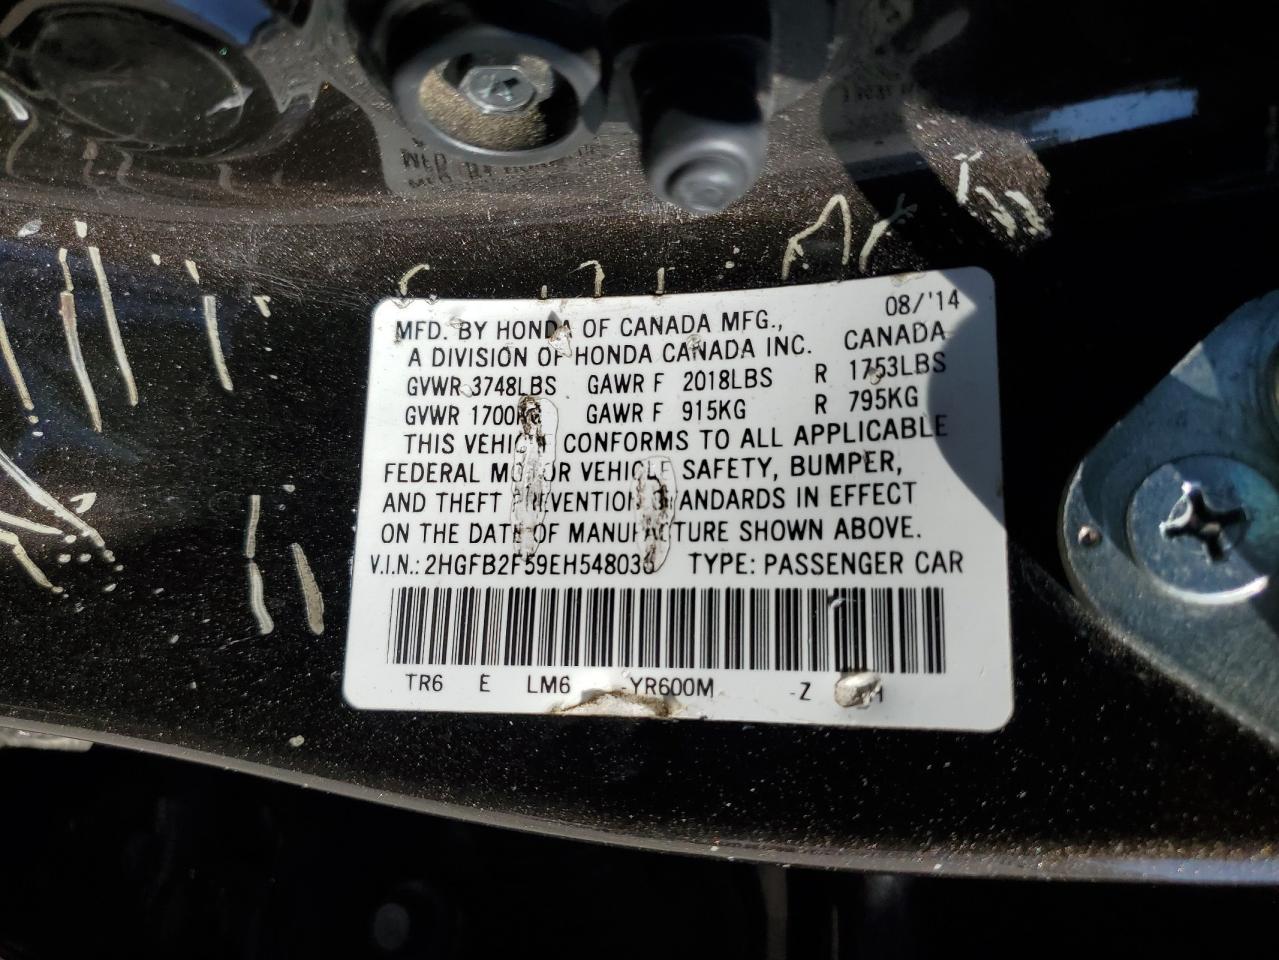 08/'14
MFD. BY HONDA OF CANADA MFG.,
A DIVISION OF HONDA CANADA INC. CANADA
GVWR 3748LBS GAWR F 2018LBS R 1753LBS
GVWR 1700KG GAWR F 915KG R 795KG
THIS VEHICLE CONFORMS TO ALL APPLICABLE
FEDERAL MOTOR VEHICLE SAFETY, BUMPER,
AND THEFT PREVENTION STANDARDS IN EFFECT
ON THE DATE OF MANUFACTURE SHOWN ABOVE.
V.I.N.: TYPE: PASSENGER CAR
TR6 E LM6 -YR600M -Z